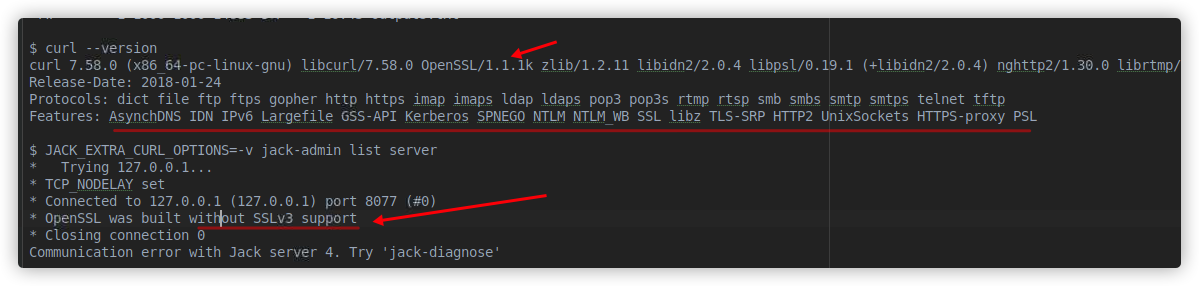 $ curl --version
curl 7.58.0 (x86_64-pc-linux-gnu) libcurl/7.58.0 OpenSSL/1.1.1k zlib/1.2.11 libidn2/2.0.4 libpsl/0.19.1 (+libidn2/2.0.4) nghttp2/1.30.0 librtmp/
Release-Date: 2018-01-24
Protocols: dict file ftp ftps gopher http https imap imaps ldap ldaps pop3 pop3s rtmp rtsp smb smbs smtp smtps telnet tftp
Features: AsynchDNS IDN IPv6 Largefile GSS-API Kerberos SPNEGO NTLM NTLM_WB SSL libz TLS-SRP HTTP2 UnixSockets HTTPS-proxy PSL
$ JACK_EXTRA_CURL_OPTIONS=-v jack-admin list server
*   Trying 127.0.0.1...
* TCP_NODELAY set
* Connected to 127.0.0.1 (127.0.0.1) port 8077 (#0)
* OpenSSL was built without SSLv3 support
* Closing connection 0
Communication error with Jack server 4. Try 'jack-diagnose'